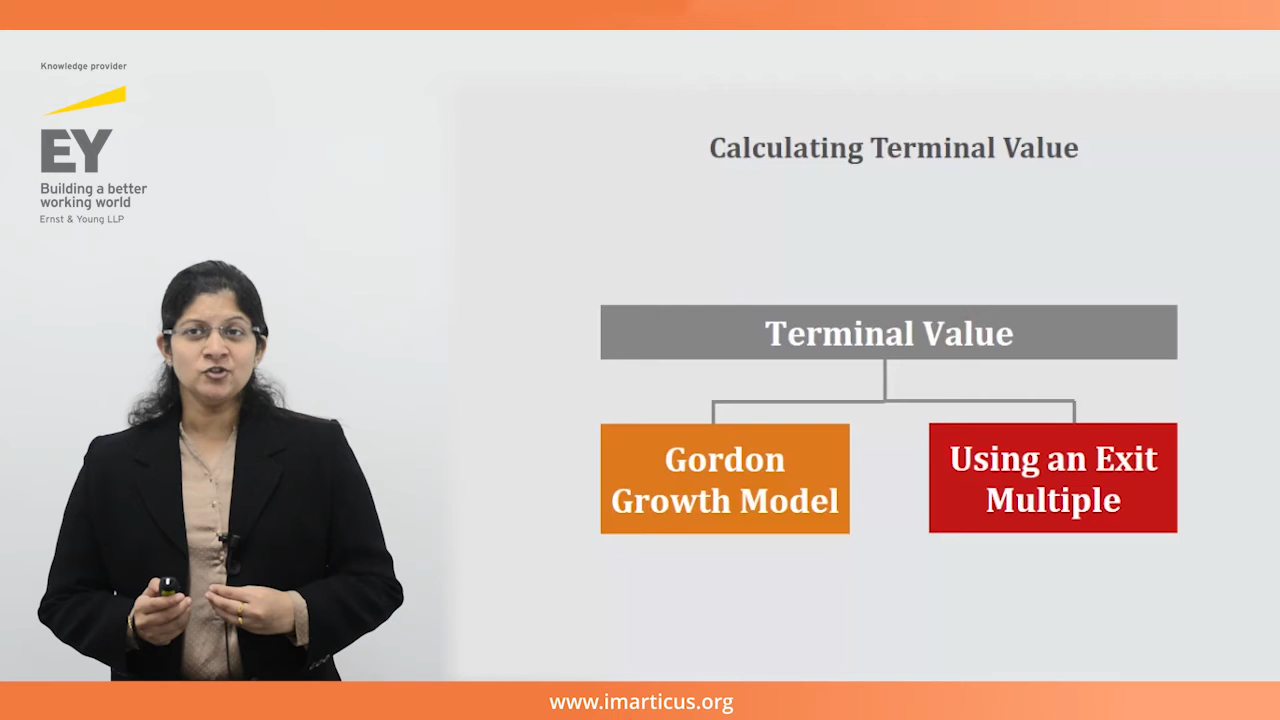 Knowledge provider
EY
Building a better
working world
Ernst & Young LLP
Calculating Terminal Value
Terminal Value
Gordon
Growth Model
Using an Exit
Multiple
www.imarticus.org